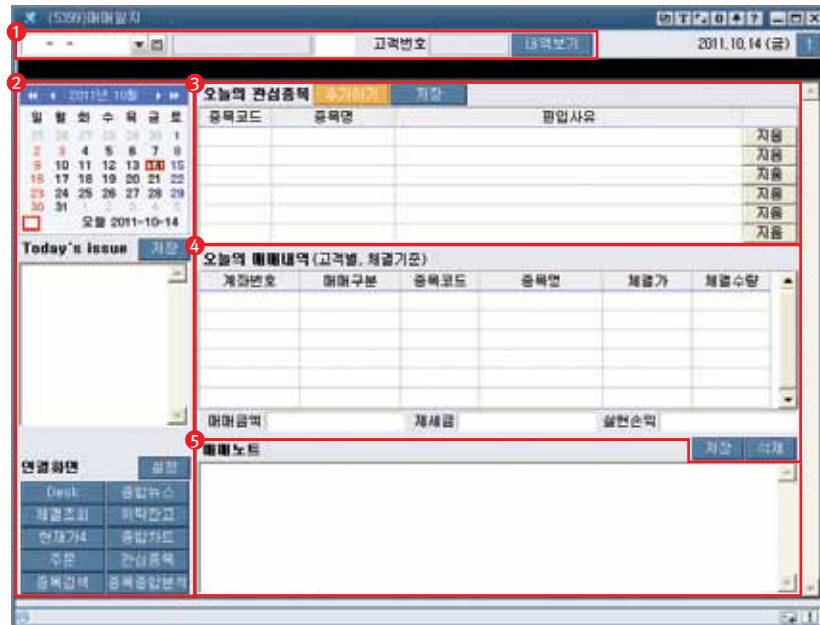 (5399)매매일지
1
- -
고객번호
내역보기
2011.10.14 (금)
2
2011년 10월
일 월 화 수 목 금 토
25 26 27 28 29 30 1
2 3 4 5 6 7 8
9 10 11 12 13 14 15
16 17 18 19 20 21 22
23 24 25 26 27 28 29
30 31 1 2 3 4 5
오늘 2011-10-14
Today's issue 저장
연결화면 설정
Desk 종합뉴스
체결조회 위탁잔고
현재가4 종합차트
주문 관심종목
종목검색 종목종합분석
3
오늘의 관심종목 추가하기 저장
종목코드 종목명 편입사유
지움
지움
지움
지움
지움
지움
4
오늘의 매매내역(고객별, 체결기준)
계좌번호 매매구분 종목코드 종목명 체결가 체결수량
매매금액 제세금 실현손익
5
매매노트 저장 삭제